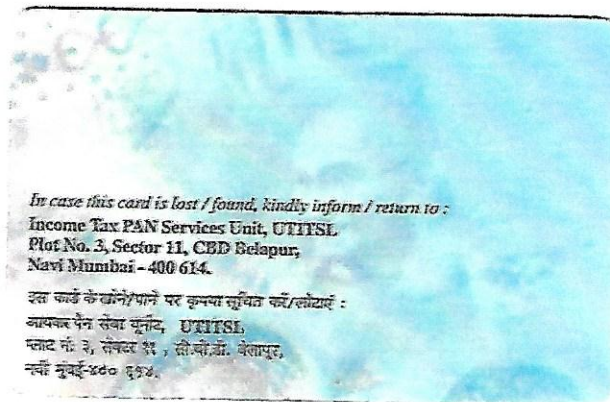 In case this card is lost / found, kindly inform / return to :
Income Tax PAN Services Unit, UTITSL
Plot No. 3, Sector 11, CBD Belapur,
Navi Mumbai - 400 614.
इस कार्ड के खोने/पाने पर कृपया सूचित करें/लौटाएं :
आयकर पैन सेवा यूनीट, UTITSL
प्लाट नं: ३, सेक्टर ११ , सी.बी.डी. बेलापुर,
नवी मुंबई-४०० ६१४.